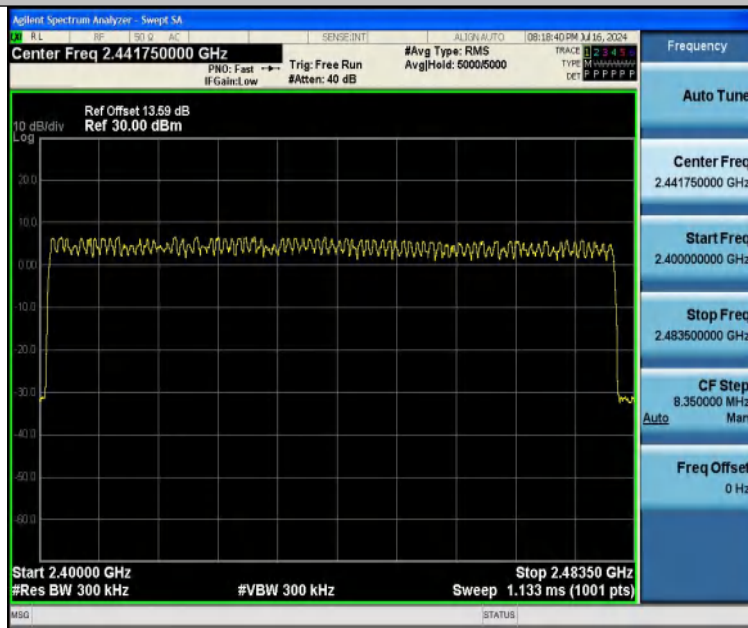 Agilent Spectrum Analyzer - Swept SA
RL RF 50 Ω AC SENSE:INT ALIGN AUTO 08:18:40 PM Jul 16, 2024
Center Freq 2.441750000 GHz
PNO: Fast
IFGain:Low
Trig: Free Run
#Atten: 40 dB
#Avg Type: RMS
Avg|Hold: 5000/5000
TRACE 1 2 3 4 5 6
TYPE M
DET P P P P P P
Ref Offset 13.59 dB
10 dB/div Ref 30.00 dBm
Log
20.0
10.0
0.00
-10.0
-20.0
-30.0
-40.0
-50.0
-60.0
Start 2.40000 GHz
Stop 2.48350 GHz
#Res BW 300 kHz
#VBW 300 kHz
Sweep 1.133 ms (1001 pts)
MSG STATUS
Frequency
Auto Tune
Center Freq
2.441750000 GHz
Start Freq
2.400000000 GHz
Stop Freq
2.483500000 GHz
CF Step
8.350000 MHz
Auto Man
Freq Offset
0 Hz